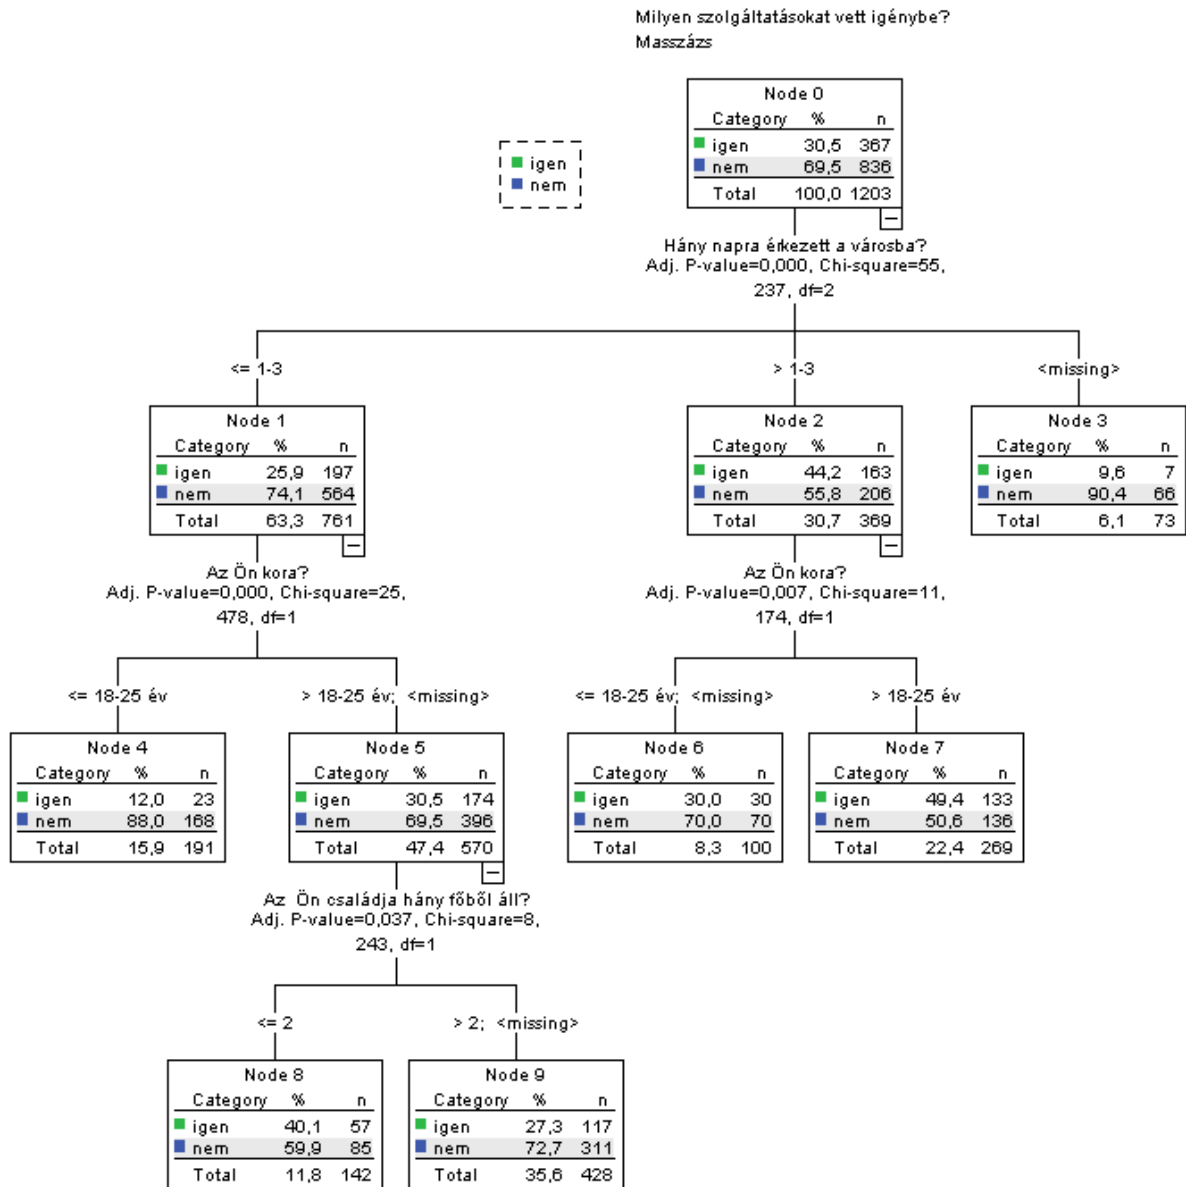 Milyen szolgáltatásokat vett igénybe?
Masszázs
igen
nem
Node 0
Category % n
igen 30,5 367
nem 69,5 836
Total 100,0 1203
Hány napra érkezett a városba?
Adj. P-value=0,000, Chi-square=55,
237, df=2
<= 1-3
> 1-3
<missing>
Node 1
Category % n
igen 25,9 197
nem 74,1 564
Total 63,3 761
Node 2
Category % n
igen 44,2 163
nem 55,8 206
Total 30,7 369
Node 3
Category % n
igen 9,6 7
nem 90,4 66
Total 6,1 73
Az Ön kora?
Adj. P-value=0,000, Chi-square=25,
478, df=1
Az Ön kora?
Adj. P-value=0,007, Chi-square=11,
174, df=1
<= 18-25 év
> 18-25 év; <missing>
<= 18-25 év; <missing>
> 18-25 év
Node 4
Category % n
igen 12,0 23
nem 88,0 168
Total 15,9 191
Node 5
Category % n
igen 30,5 174
nem 69,5 396
Total 47,4 570
Node 6
Category % n
igen 30,0 30
nem 70,0 70
Total 8,3 100
Node 7
Category % n
igen 49,4 133
nem 50,6 136
Total 22,4 269
Az Ön családja hány főből áll?
Adj. P-value=0,037, Chi-square=8,
243, df=1
<= 2
> 2; <missing>
Node 8
Category % n
igen 40,1 57
nem 59,9 85
Total 11,8 142
Node 9
Category % n
igen 27,3 117
nem 72,7 311
Total 35,6 428